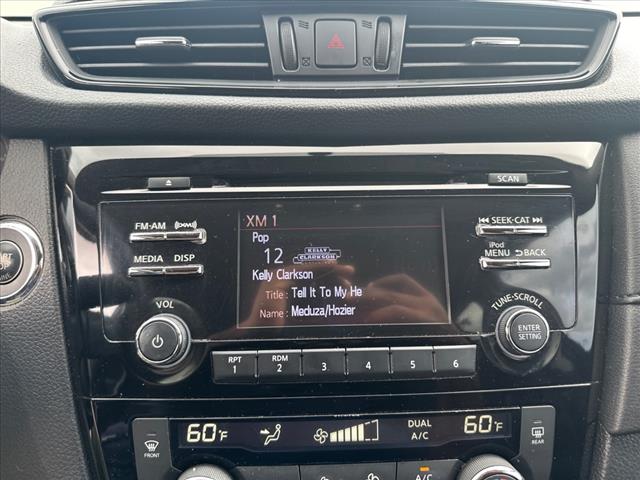 SCAN
FM·AM (XM)
SEEK·CAT
iPod
MENU BACK
MEDIA DISP
XM 1
Pop
12 KELLY
CLARKSON
Kelly Clarkson
Title : Tell It To My He
Name : Meduza/Hozier
VOL
TUNE·SCROLL
ENTER
SETTING
RPT RDM
1 2 3 4 5 6
60°F
DUAL
A/C
60°F
FRONT
REAR
A/C